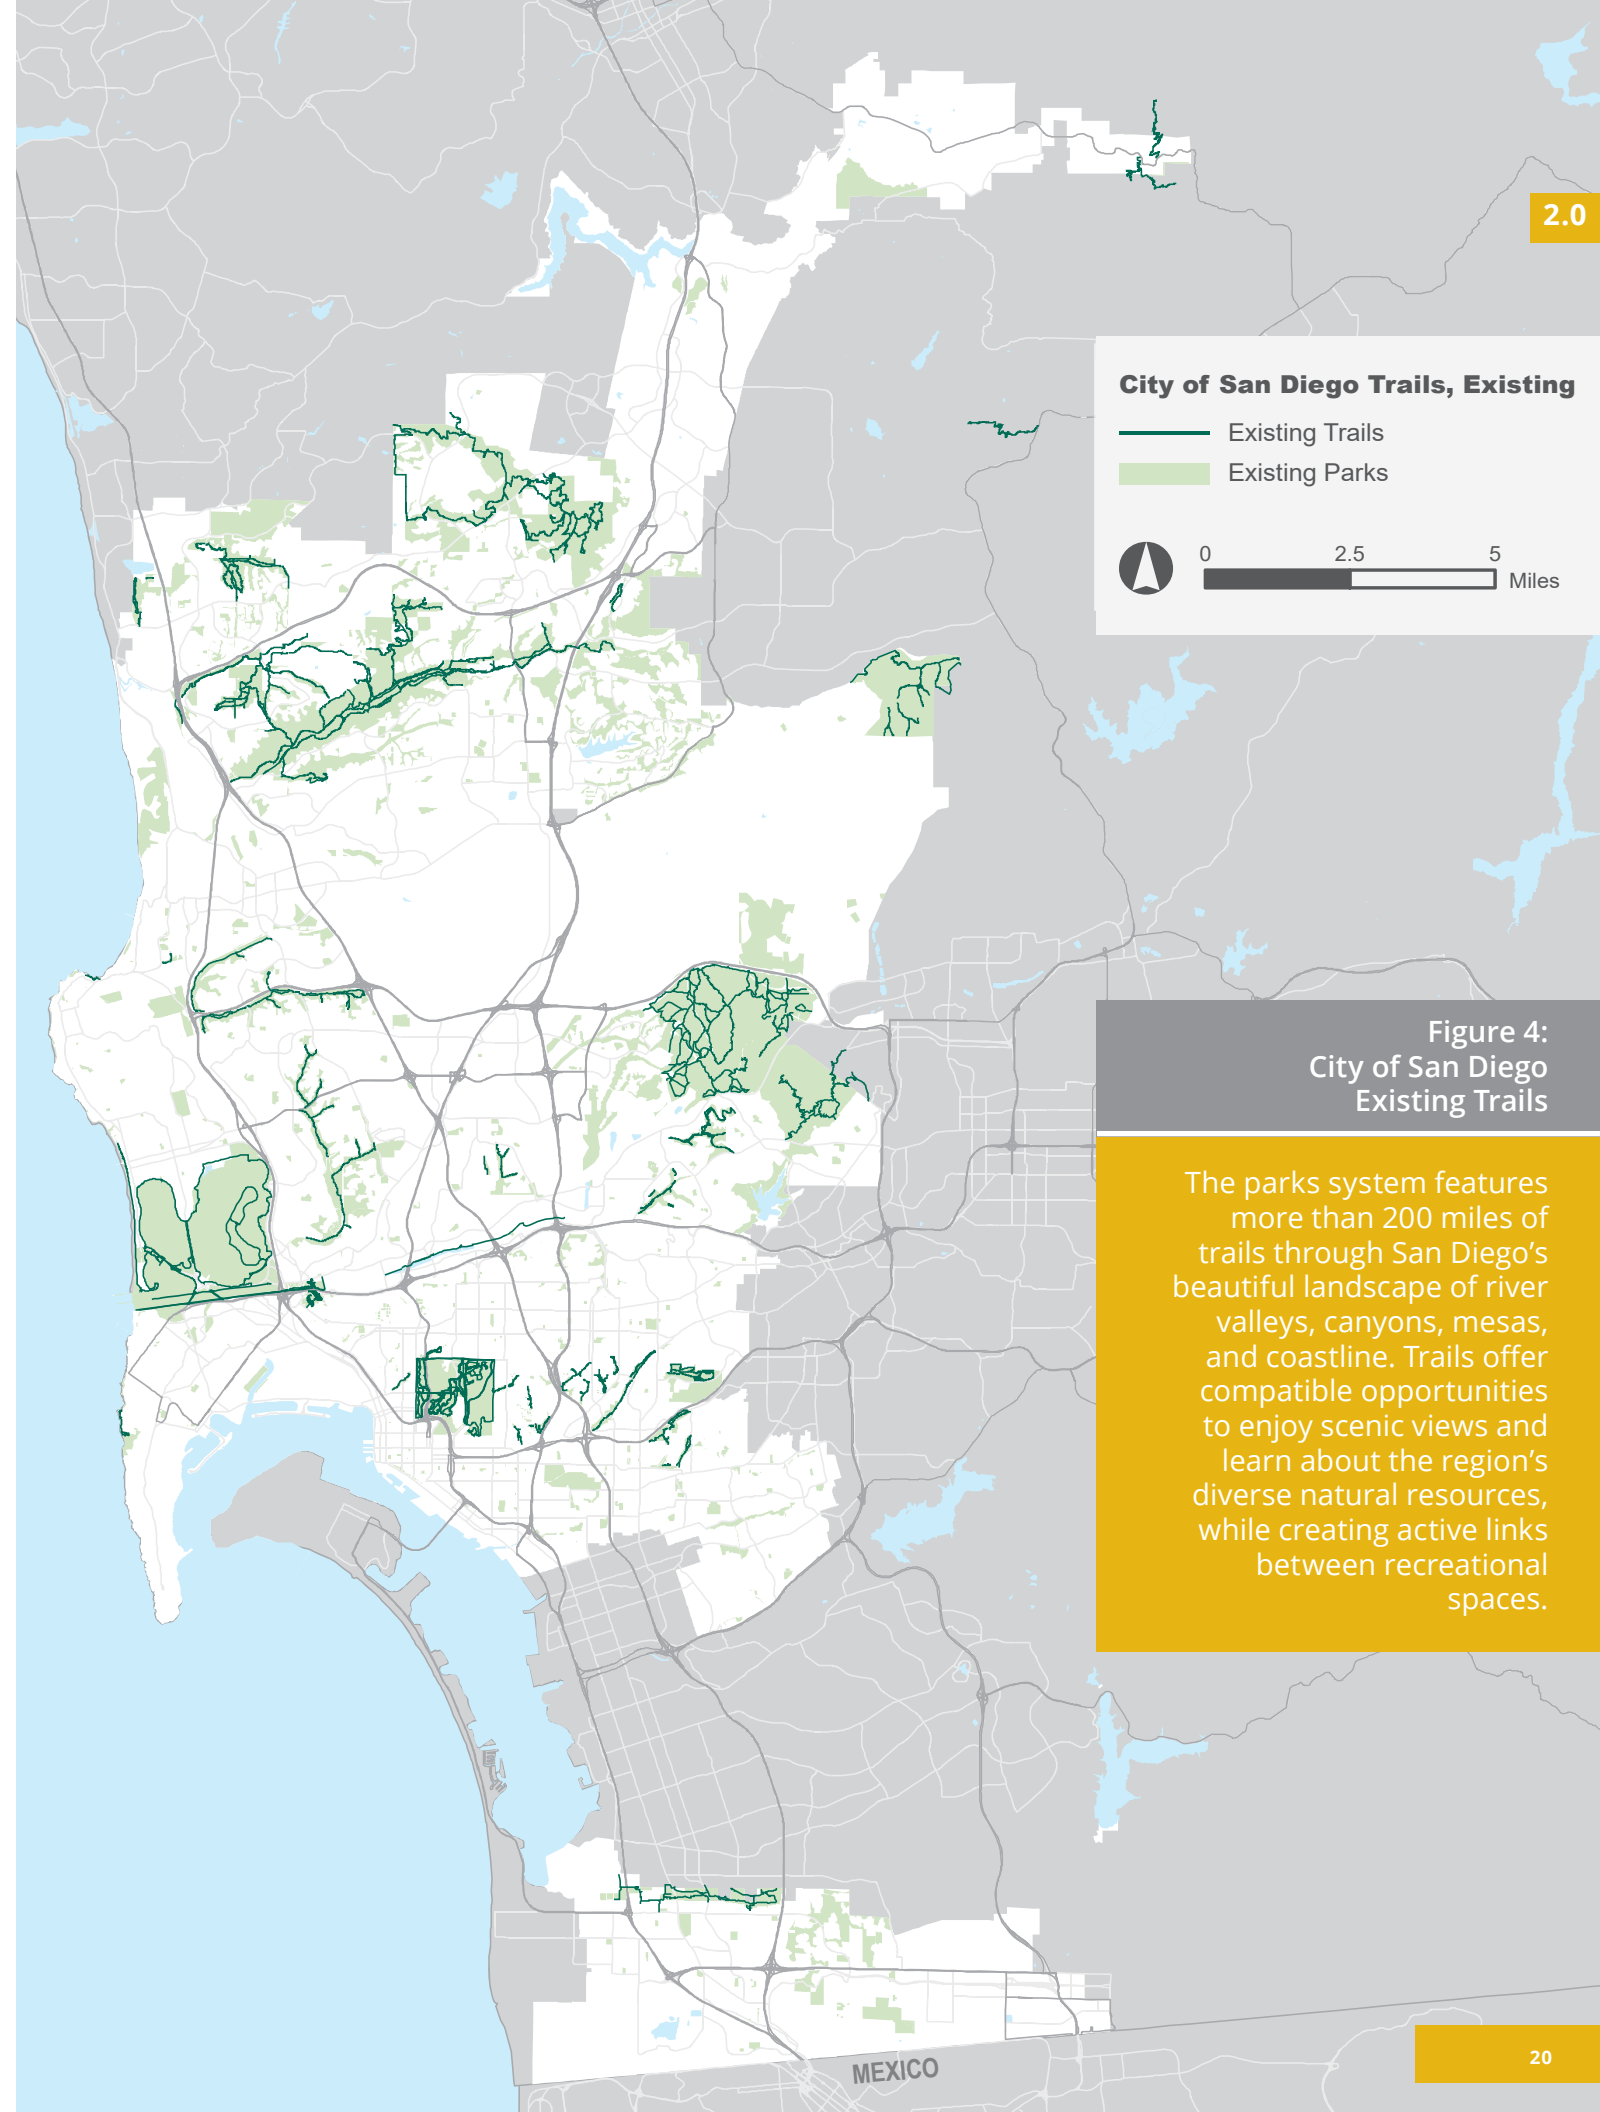 2.0
City of San Diego Trails, Existing
Existing Trails
Existing Parks
0 2.5 5
Miles
Figure 4:
City of San Diego
Existing Trails
The parks system features
more than 200 miles of
trails through San Diego’s
beautiful landscape of river
valleys, canyons, mesas,
and coastline. Trails offer
compatible opportunities
to enjoy scenic views and
learn about the region’s
diverse natural resources,
while creating active links
between recreational
spaces.
MEXICO
20